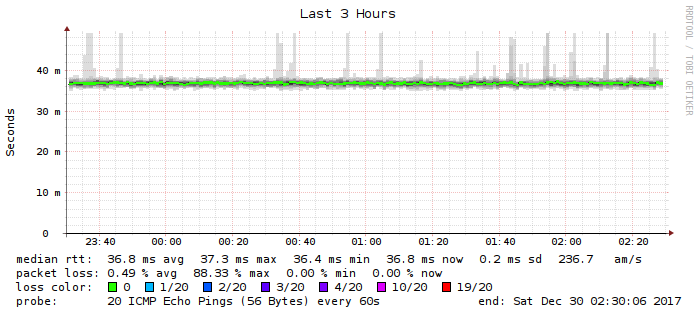 Last 3 Hours
RRDTOOL / TOBI OETIKER
Seconds
40 m
30 m
20 m
10 m
0
23:40 00:00 00:20 00:40 01:00 01:20 01:40 02:00 02:20
median rtt: 36.8 ms avg 37.3 ms max 36.4 ms min 36.8 ms now 0.2 ms sd 236.7 am/s
packet loss: 0.49 % avg 88.33 % max 0.00 % min 0.00 % now
loss color: 0 1/20 2/20 3/20 4/20 10/20 19/20
probe: 20 ICMP Echo Pings (56 Bytes) every 60s end: Sat Dec 30 02:30:06 2017